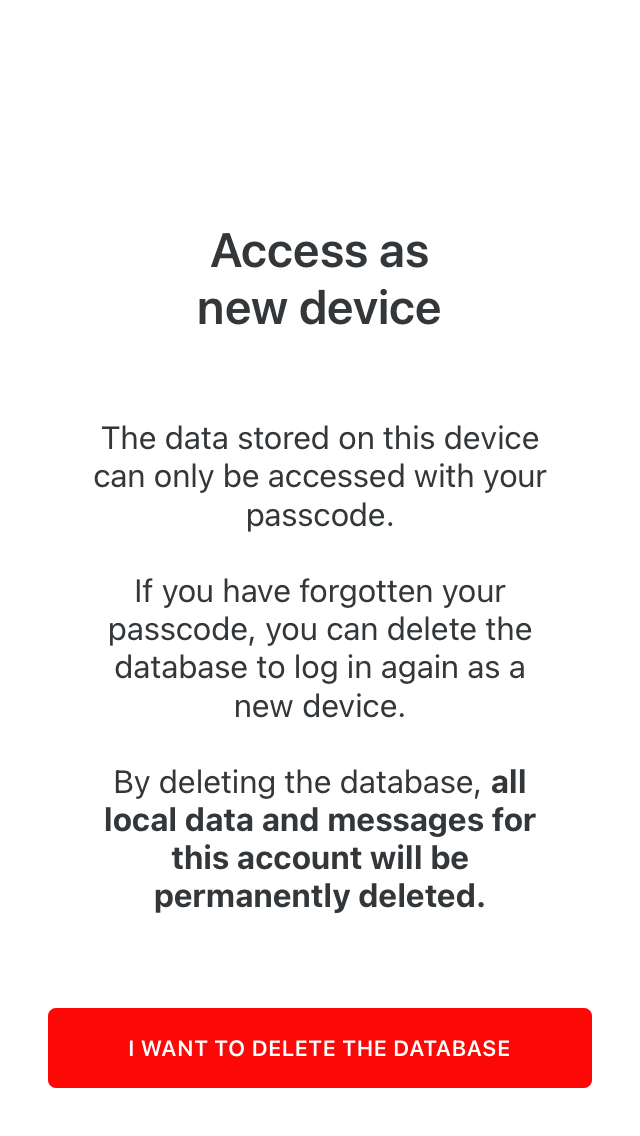 Access as
new device
The data stored on this device
can only be accessed with your
passcode.
If you have forgotten your
passcode, you can delete the
database to log in again as a
new device.
By deleting the database, all
local data and messages for
this account will be
permanently deleted.
I WANT TO DELETE THE DATABASE